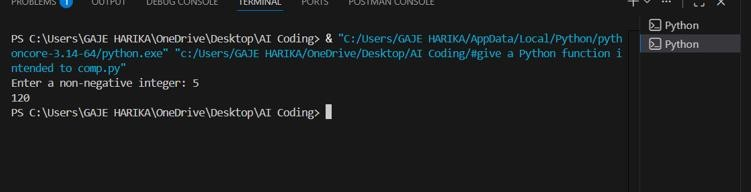 PROBLEMS 1 OUTPUT DEBUG CONSOLE TERMINAL PORTS POSTMAN CONSOLE
PS C:\Users\GAJE HARIKA\OneDrive\Desktop\AI Coding> & "C:/Users/GAJE HARIKA/AppData/Local/Python/pyth
oncore-3.14-64/python.exe" "c:/Users/GAJE HARIKA/OneDrive/Desktop/AI Coding/#give a Python function i
ntended to comp.py"
Enter a non-negative integer: 5
120
PS C:\Users\GAJE HARIKA\OneDrive\Desktop\AI Coding>
Python
Python